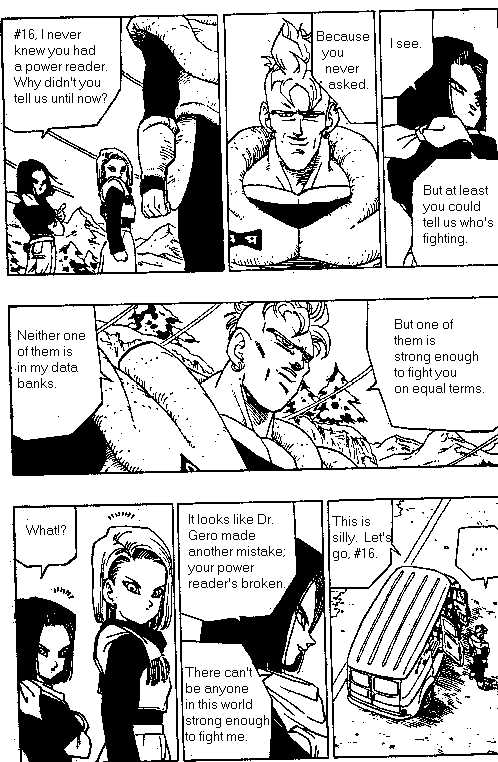 #16, I never
knew you had
a power reader.
Why didn't you
tell us until now?
Because
you
never
asked.
I see.
But at least
you could
tell us who's
fighting.
Neither one
of them is
in my data
banks.
But one of
them is
strong enough
to fight you
on equal terms.
What!?
It looks like Dr.
Gero made
another mistake;
your power
reader's broken.
There can't
be anyone
in this world
strong enough
to fight me.
This is
silly. Let's
go, #16.
...